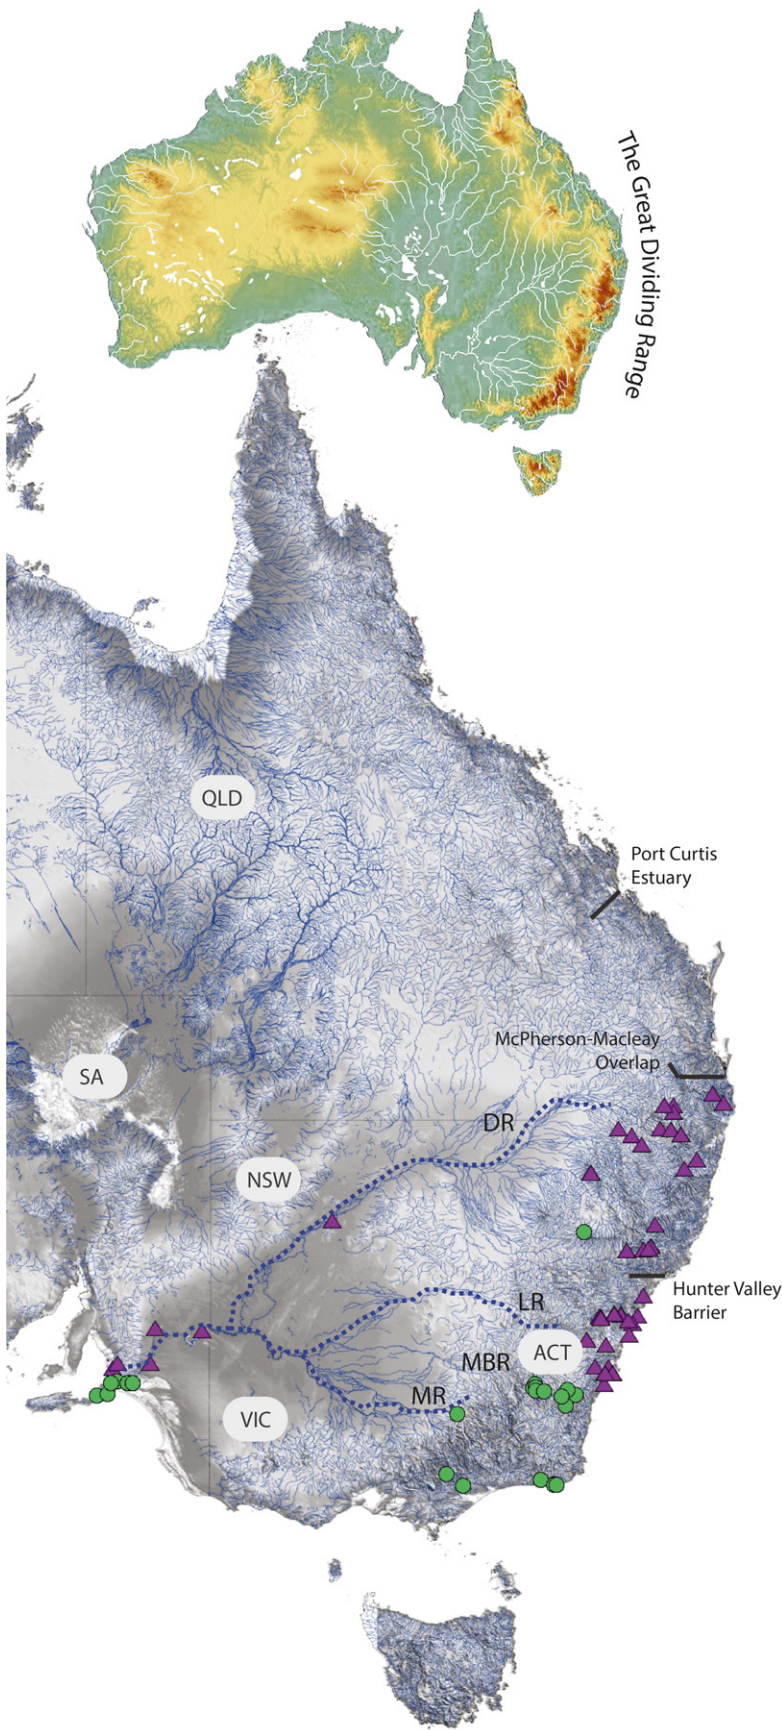 The Great Dividing Range
QLD
Port Curtis
Estuary
McPherson-Macleay
Overlap
SA
DR
NSW
Hunter Valley
Barrier
LR
ACT
MBR
MR
VIC